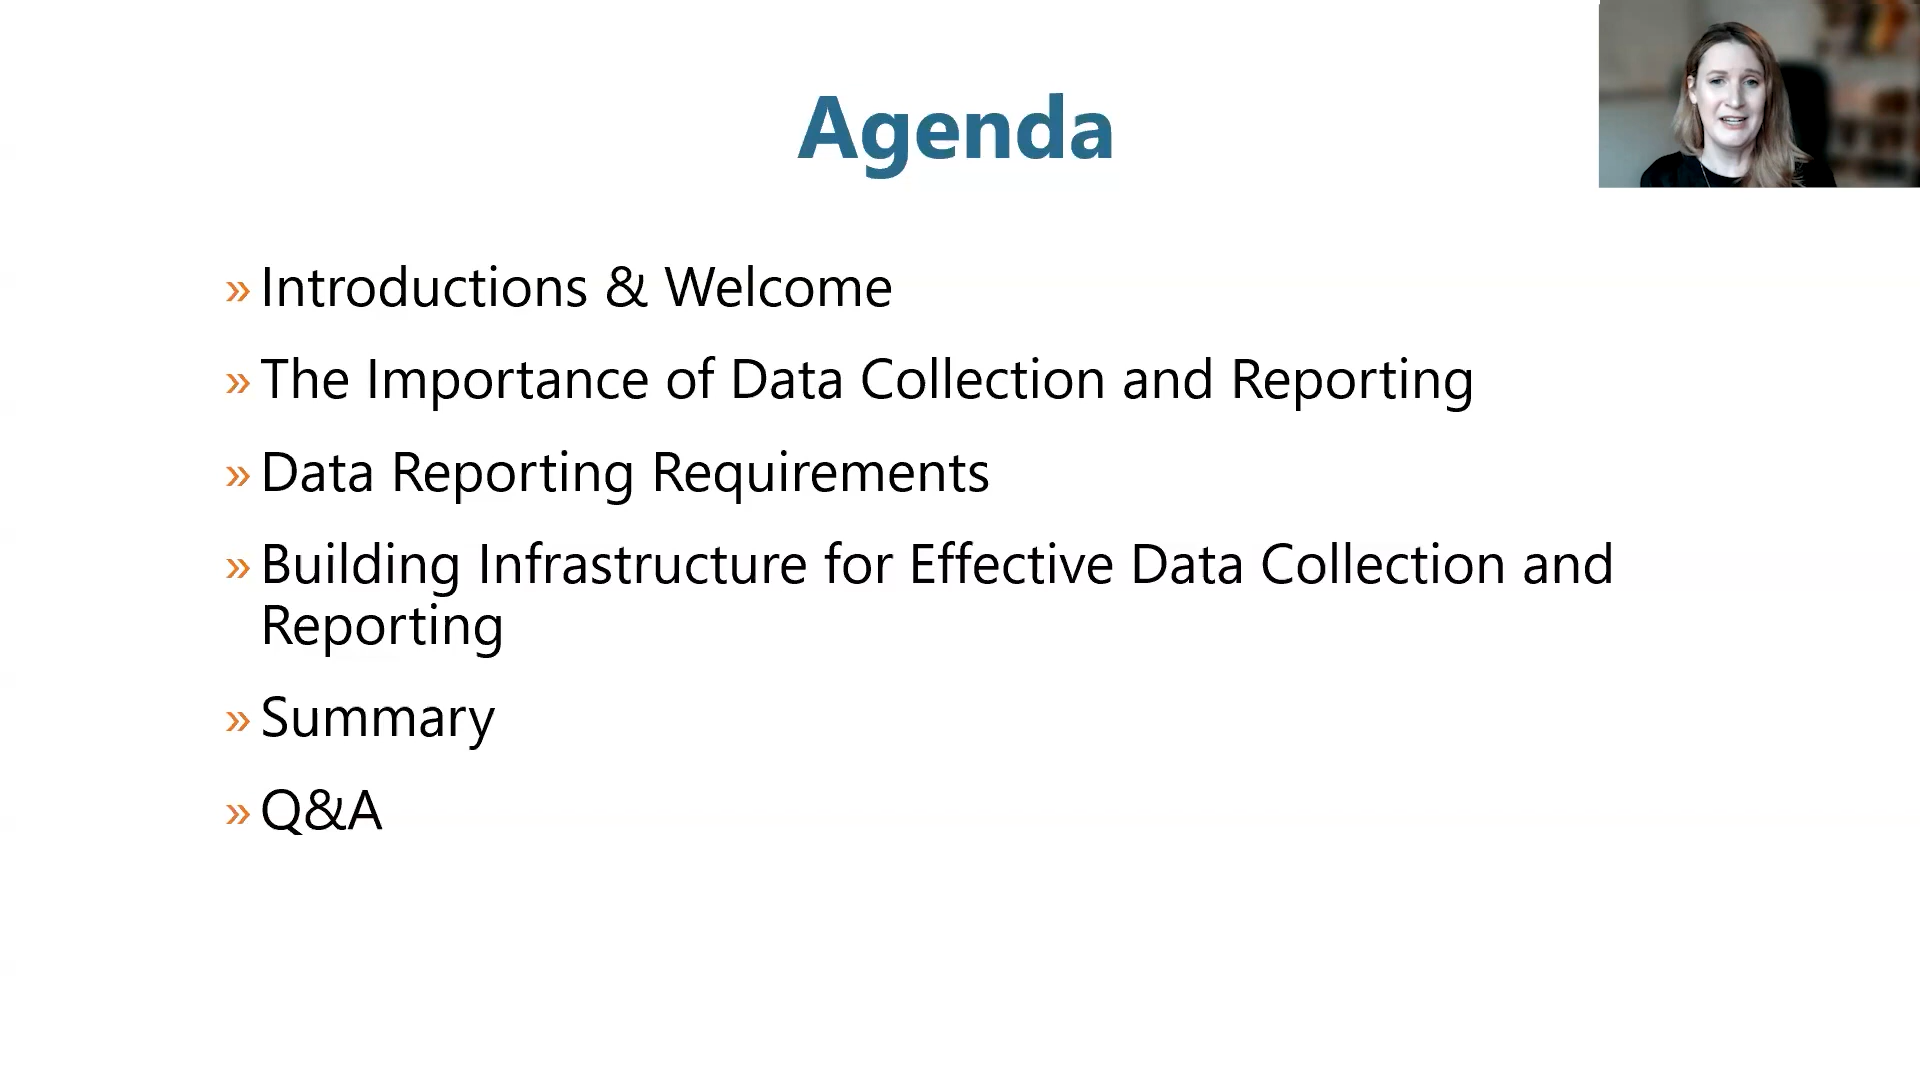 Agenda
» Introductions & Welcome
» The Importance of Data Collection and Reporting
» Data Reporting Requirements
» Building Infrastructure for Effective Data Collection and
Reporting
» Summary
» Q&A